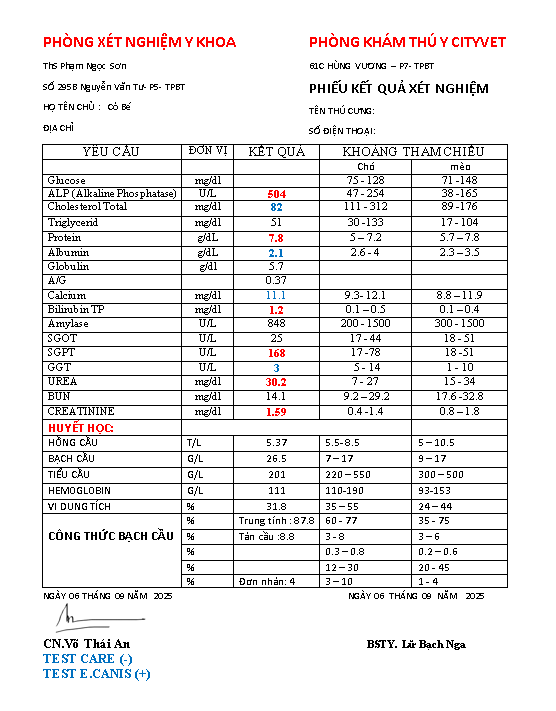 PHÒNG XÉT NGHIỆM Y KHOA
PHÒNG KHÁM THÚ Y CITYVET
ThS Phạm Ngọc Sơn
61C HÙNG VƯƠNG – P7- TPBT
SỐ 295B Nguyễn Văn Tư- P5- TPBT
PHIẾU KẾT QUẢ XÉT NGHIỆM
HỌ TÊN CHỦ : Cô Bé
TÊN THÚ CƯNG:
ĐỊA CHỈ
SỐ ĐIỆN THOẠI:
YÊU CẦU ĐƠN VỊ KẾT QUẢ KHOẢNG THAM CHIẾU
Chó mèo
Glucose mg/dl 75 - 128 71 -148
ALP (Alkaline Phosphatase) U/L 504 47 - 254 38 -165
Cholesterol Total mg/dl 82 111 - 312 89 -176
Triglycerid mg/dl 51 30 -133 17 - 104
Protein g/dL 7.8 5 – 7.2 5.7 – 7.8
Albumin g/dL 2.1 2.6 - 4 2.3 – 3.5
Globulin g/dl 5.7
A/G 0.37
Calcium mg/dl 11.1 9.3- 12.1 8.8 – 11.9
Bilirubin TP mg/dl 1.2 0.1 – 0.5 0.1 – 0.4
Amylase U/L 848 200 - 1500 300 - 1500
SGOT U/L 25 17 - 44 18 - 51
SGPT U/L 168 17 -78 18 -51
GGT U/L 3 5 - 14 1 - 10
UREA mg/dl 30.2 7 - 27 15 - 34
BUN mg/dl 14.1 9.2 – 29.2 17.6 -32.8
CREATININE mg/dl 1.59 0.4 -1.4 0.8 – 1.8
HUYẾT HỌC:
HỒNG CẦU T/L 5.37 5.5-8.5 5 – 10.5
BẠCH CẦU G/L 26.5 7 – 17 9 – 17
TIỂU CẦU G/L 201 220 – 550 300 – 500
HEMOGLOBIN G/L 111 110-190 93-153
VI DUNG TÍCH % 31.8 35 – 55 24 – 44
% Trung tính : 87.8 60 - 77 35 - 75
CÔNG THỨC BẠCH CẦU % Tân cầu :8.8 3 - 8 3 – 6
% 0.3 – 0.8 0.2 – 0.6
% 12 – 30 20 - 45
% Đơn nhân: 4 3 – 10 1 - 4
NGÀY 06 THÁNG 09 NĂM 2025
NGÀY 06 THÁNG 09 NĂM 2025
CN.Võ Thái An
BSTY. Lữ Bạch Nga
TEST CARE (-)
TEST E.CANIS (+)